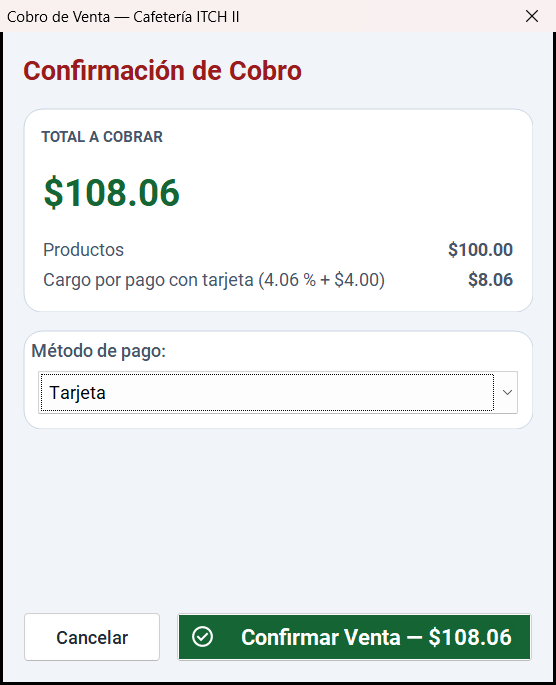 Cobro de Venta — Cafetería ITCH II
Confirmación de Cobro
TOTAL A COBRAR
$108.06
Productos $100.00
Cargo por pago con tarjeta (4.06 % + $4.00) $8.06
Método de pago:
Tarjeta
Cancelar
Confirmar Venta — $108.06